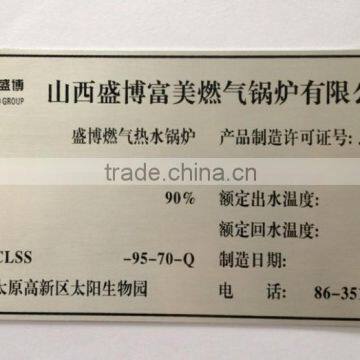 盛博 山西盛博富美燃气锅炉有限
GROUP
盛博燃气热水锅炉 产品制造许可证号:
trade.china.cn
90% 额定出水温度:
额定回水温度:
CLSS -95-70-Q 制造日期:
太原高新区太阳生物园 电 话: 86-35